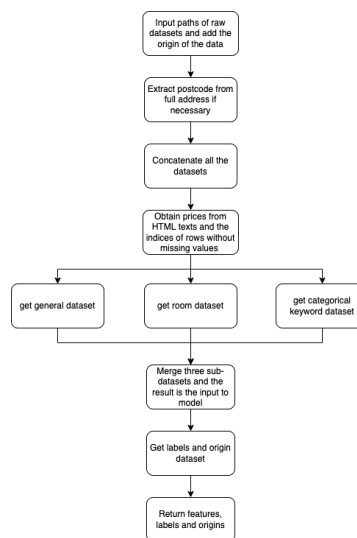 Input paths of raw
datasets and add the
origin of the data
Extract postcode from
full address if
necessary
Concatenate all the
datasets
Obtain prices from
HTML texts and the
indices of rows without
missing values
get general dataset
get room dataset
get categorical
keyword dataset
Merge three sub-
datasets and the
result is the input to
model
Get labels and origin
dataset
Return features,
labels and origins